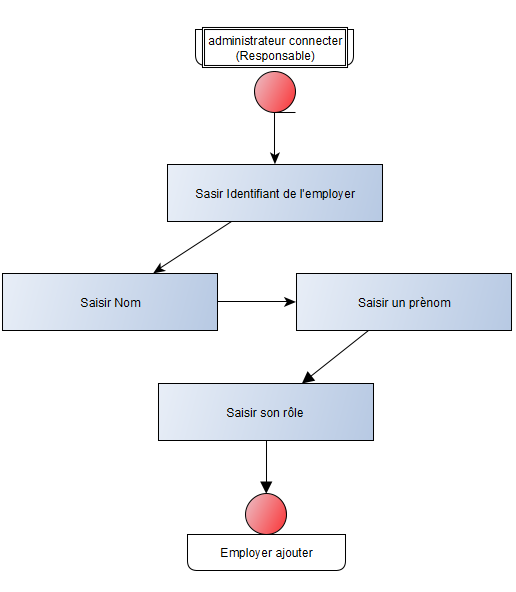 administrateur connecter
(Responsable)
Sasir Identifiant de l'employer
Saisir Nom
Saisir un prènom
Saisir son rôle
Employer ajouter